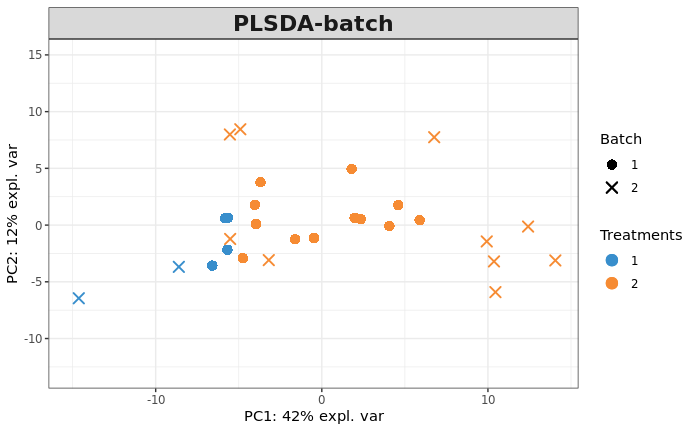 PLSDA-batch
15
10
5
0
-5
-10
PC2: 12% expl. var
-10
0
10
PC1: 42% expl. var
Batch
1
2
Treatments
1
2